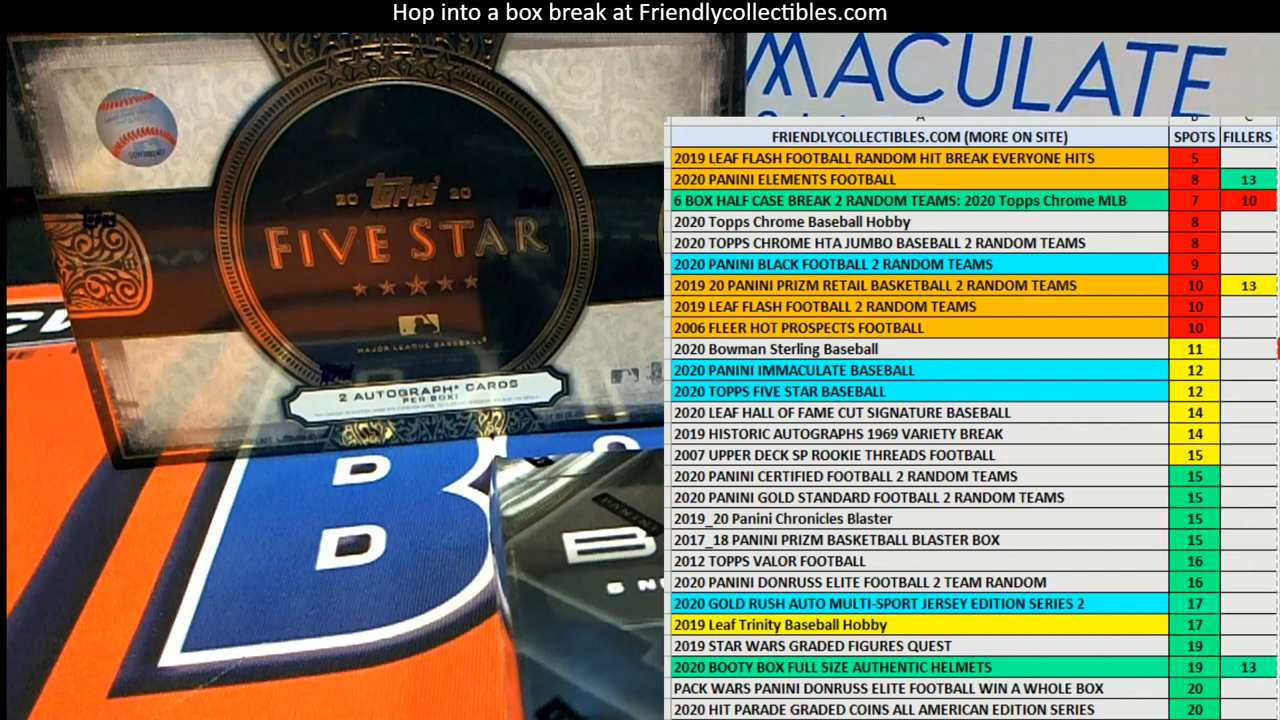 Hop into a box break at Friendlycollectibles.com
MACULATE
20 Topps 20
FIVE STAR
MAJOR LEAGUE BASEBALL
2 AUTOGRAPH CARDS
PER BOX!
B
D
D
FRIENDLYCOLLECTIBLES.COM (MORE ON SITE) SPOTS FILLERS
2019 LEAF FLASH FOOTBALL RANDOM HIT BREAK EVERYONE HITS 5
2020 PANINI ELEMENTS FOOTBALL 8 13
6 BOX HALF CASE BREAK 2 RANDOM TEAMS: 2020 Topps Chrome MLB 7 10
2020 Topps Chrome Baseball Hobby 8
2020 TOPPS CHROME HTA JUMBO BASEBALL 2 RANDOM TEAMS 8
2020 PANINI BLACK FOOTBALL 2 RANDOM TEAMS 9
2019 20 PANINI PRIZM RETAIL BASKETBALL 2 RANDOM TEAMS 10 13
2019 LEAF FLASH FOOTBALL 2 RANDOM TEAMS 10
2006 FLEER HOT PROSPECTS FOOTBALL 10
2020 Bowman Sterling Baseball 11
2020 PANINI IMMACULATE BASEBALL 12
2020 TOPPS FIVE STAR BASEBALL 12
2020 LEAF HALL OF FAME CUT SIGNATURE BASEBALL 14
2019 HISTORIC AUTOGRAPHS 1969 VARIETY BREAK 14
2007 UPPER DECK SP ROOKIE THREADS FOOTBALL 15
2020 PANINI CERTIFIED FOOTBALL 2 RANDOM TEAMS 15
2020 PANINI GOLD STANDARD FOOTBALL 2 RANDOM TEAMS 15
2019_20 Panini Chronicles Blaster 15
2017_18 PANINI PRIZM BASKETBALL BLASTER BOX 15
2012 TOPPS VALOR FOOTBALL 16
2020 PANINI DONRUSS ELITE FOOTBALL 2 TEAM RANDOM 16
2020 GOLD RUSH AUTO MULTI-SPORT JERSEY EDITION SERIES 2 17
2019 Leaf Trinity Baseball Hobby 17
2019 STAR WARS GRADED FIGURES QUEST 19
2020 BOOTY BOX FULL SIZE AUTHENTIC HELMETS 19 13
PACK WARS PANINI DONRUSS ELITE FOOTBALL WIN A WHOLE BOX 20
2020 HIT PARADE GRADED COINS ALL AMERICAN EDITION SERIES 20